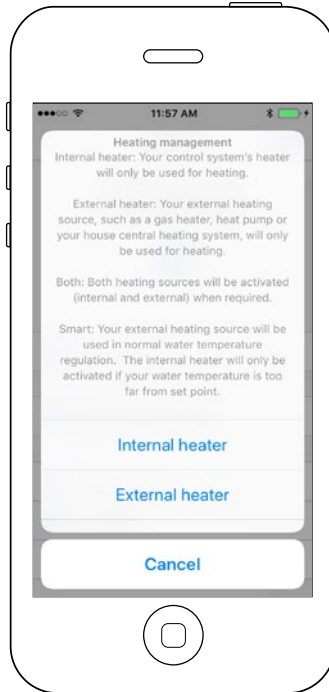 11:57 AM
Heating management
Internal heater: Your control system's heater
will only be used for heating.
External heater: Your external heating
source, such as a gas heater, heat pump or
your house central heating system, will only
be used for heating.
Both: Both heating sources will be activated
(internal and external) when required.
Smart: Your external heating source will be
used in normal water temperature
regulation. The internal heater will only be
activated if your water temperature is too
far from set point.
Internal heater
External heater
Cancel